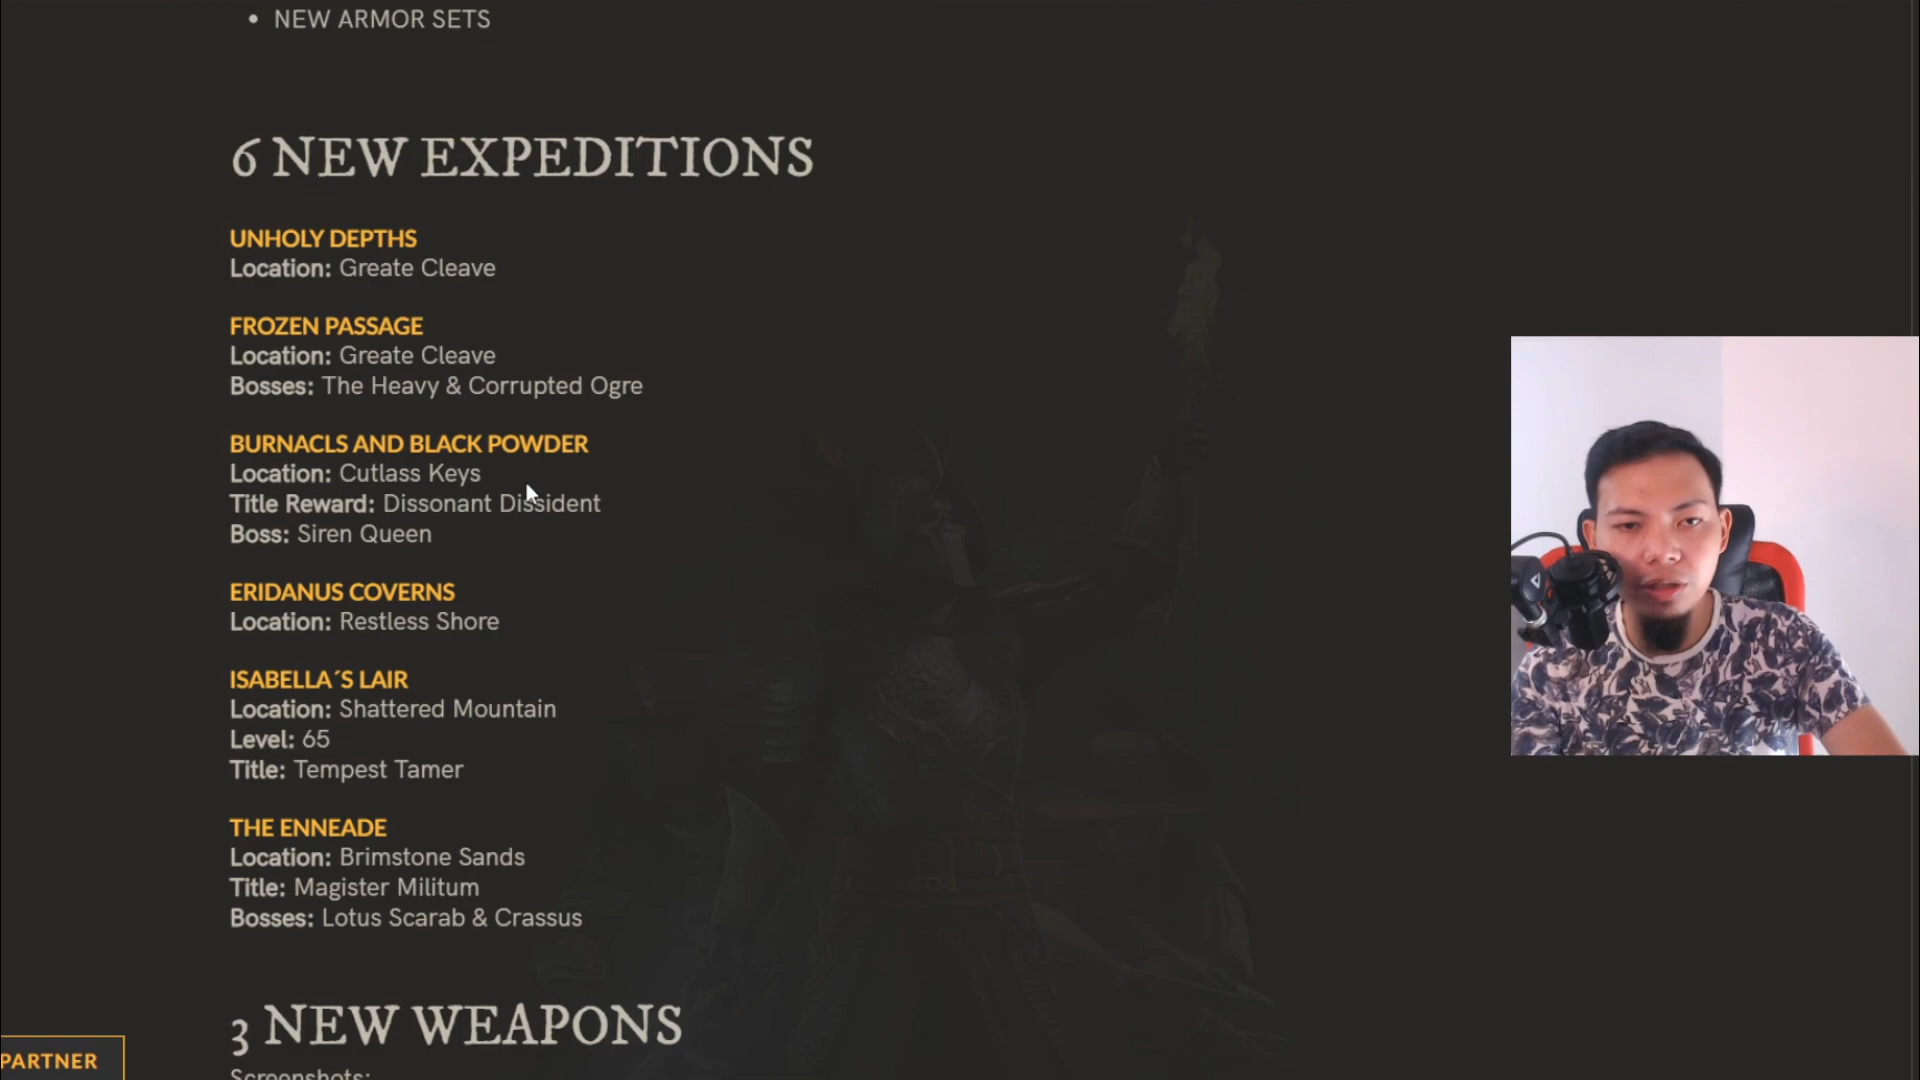 • NEW ARMOR SETS
6 NEW EXPEDITIONS
UNHOLY DEPTHS
Location: Greate Cleave
FROZEN PASSAGE
Location: Greate Cleave
Bosses: The Heavy & Corrupted Ogre
BURNACLS AND BLACK POWDER
Location: Cutlass Keys
Title Reward: Dissonant Dissident
Boss: Siren Queen
ERIDANUS COVERNS
Location: Restless Shore
ISABELLA´S LAIR
Location: Shattered Mountain
Level: 65
Title: Tempest Tamer
THE ENNEADE
Location: Brimstone Sands
Title: Magister Militum
Bosses: Lotus Scarab & Crassus
3 NEW WEAPONS
PARTNER
Screenshots: